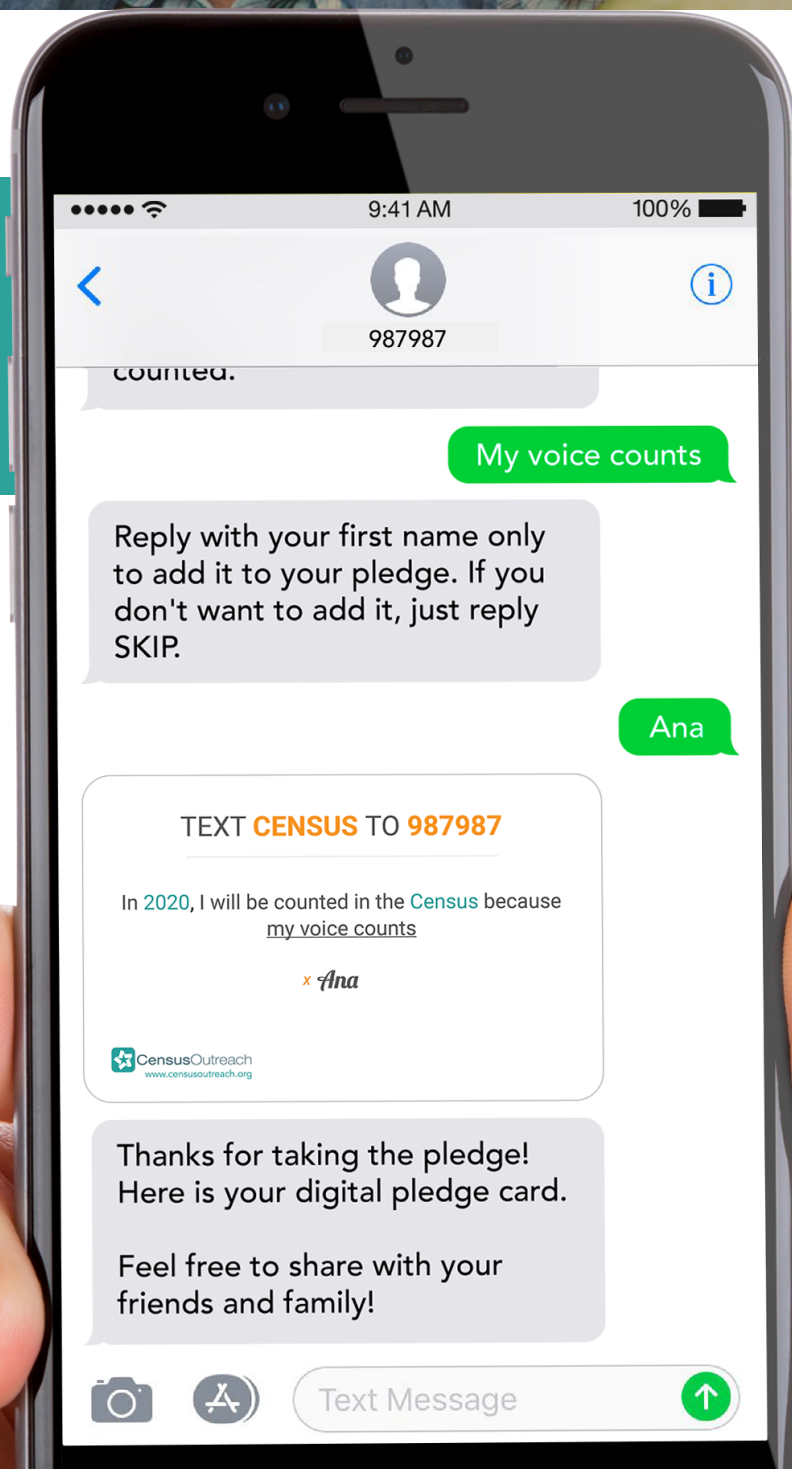 9:41 AM
100%
i
987987
counted.
My voice counts
Reply with your first name only
to add it to your pledge. If you
don't want to add it, just reply
SKIP.
Ana
TEXT CENSUS TO 987987
In 2020, I will be counted in the Census because
my voice counts
x Ana
CensusOutreach
www.censusoutreach.org
Thanks for taking the pledge!
Here is your digital pledge card.
Feel free to share with your
friends and family!
Text Message